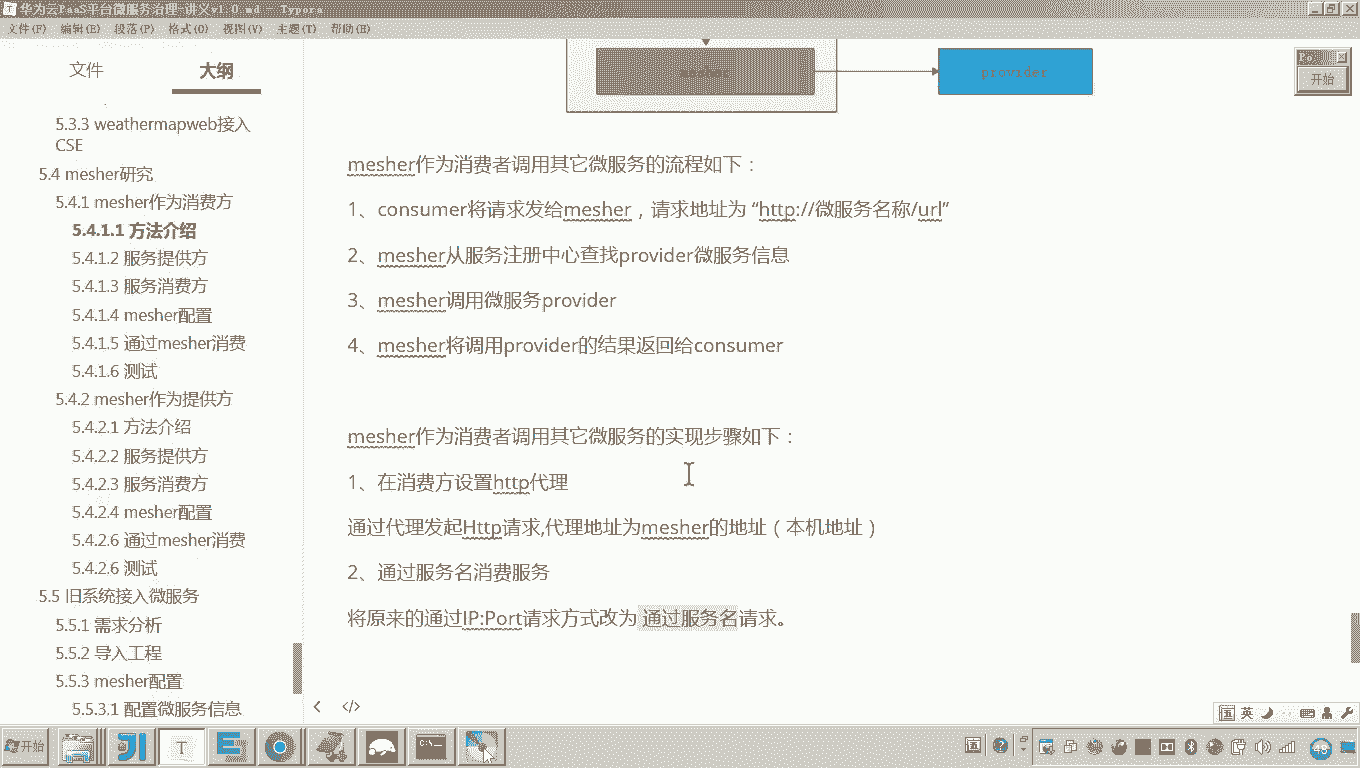 华为云PaaS平台微服务治理-讲义v1.0.md - Typora
文件(F) 编辑(E) 段落(P) 格式(O) 视图(V) 主题(T) 帮助(H)
文件 大纲
5.3.3 weathermapweb接入
CSE
5.4 mesher研究
5.4.1 mesher作为消费方
5.4.1.1 方法介绍
5.4.1.2 服务提供方
5.4.1.3 服务消费方
5.4.1.4 mesher配置
5.4.1.5 通过mesher消费
5.4.1.6 测试
5.4.2 mesher作为提供方
5.4.2.1 方法介绍
5.4.2.2 服务提供方
5.4.2.3 服务消费方
5.4.2.4 mesher配置
5.4.2.6 通过mesher消费
5.4.2.6 测试
5.5 旧系统接入微服务
5.5.1 需求分析
5.5.2 导入工程
5.5.3 mesher配置
5.5.3.1 配置微服务信息
mesher
provider
mesher作为消费者调用其它微服务的流程如下：
1、consumer将请求发给mesher，请求地址为 “http://微服务名称/url”
2、mesher从服务注册中心查找provider微服务信息
3、mesher调用微服务provider
4、mesher将调用provider的结果返回给consumer
mesher作为消费者调用其它微服务的实现步骤如下：
1、在消费方设置http代理
通过代理发起Http请求,代理地址为mesher的地址（本机地址）
2、通过服务名消费服务
将原来的通过IP:Port请求方式改为 通过服务名请求。
Po
开始
英
开始
48